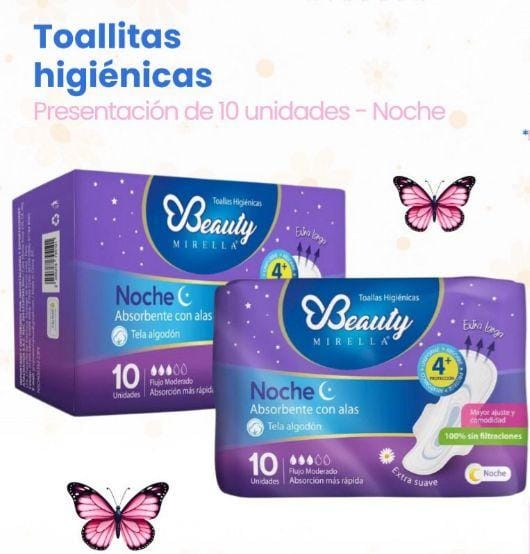 Toallitas
higiénicas
Presentación de 10 unidades - Noche
Toallas Higiénicas
Beauty
MIRELLA
Extra larga
4+
Noche
Absorbente con alas
Tela algodón
10
Unidades
Flujo Moderado
Absorción más rápida
Toallas Higiénicas
Beauty
MIRELLA
Extra larga
4+
Noche
Absorbente con alas
Tela algodón
Mayor ajuste y
comodidad
100% sin filtraciones
10
Unidades
Flujo Moderado
Absorción más rápida
Extra suave
Noche